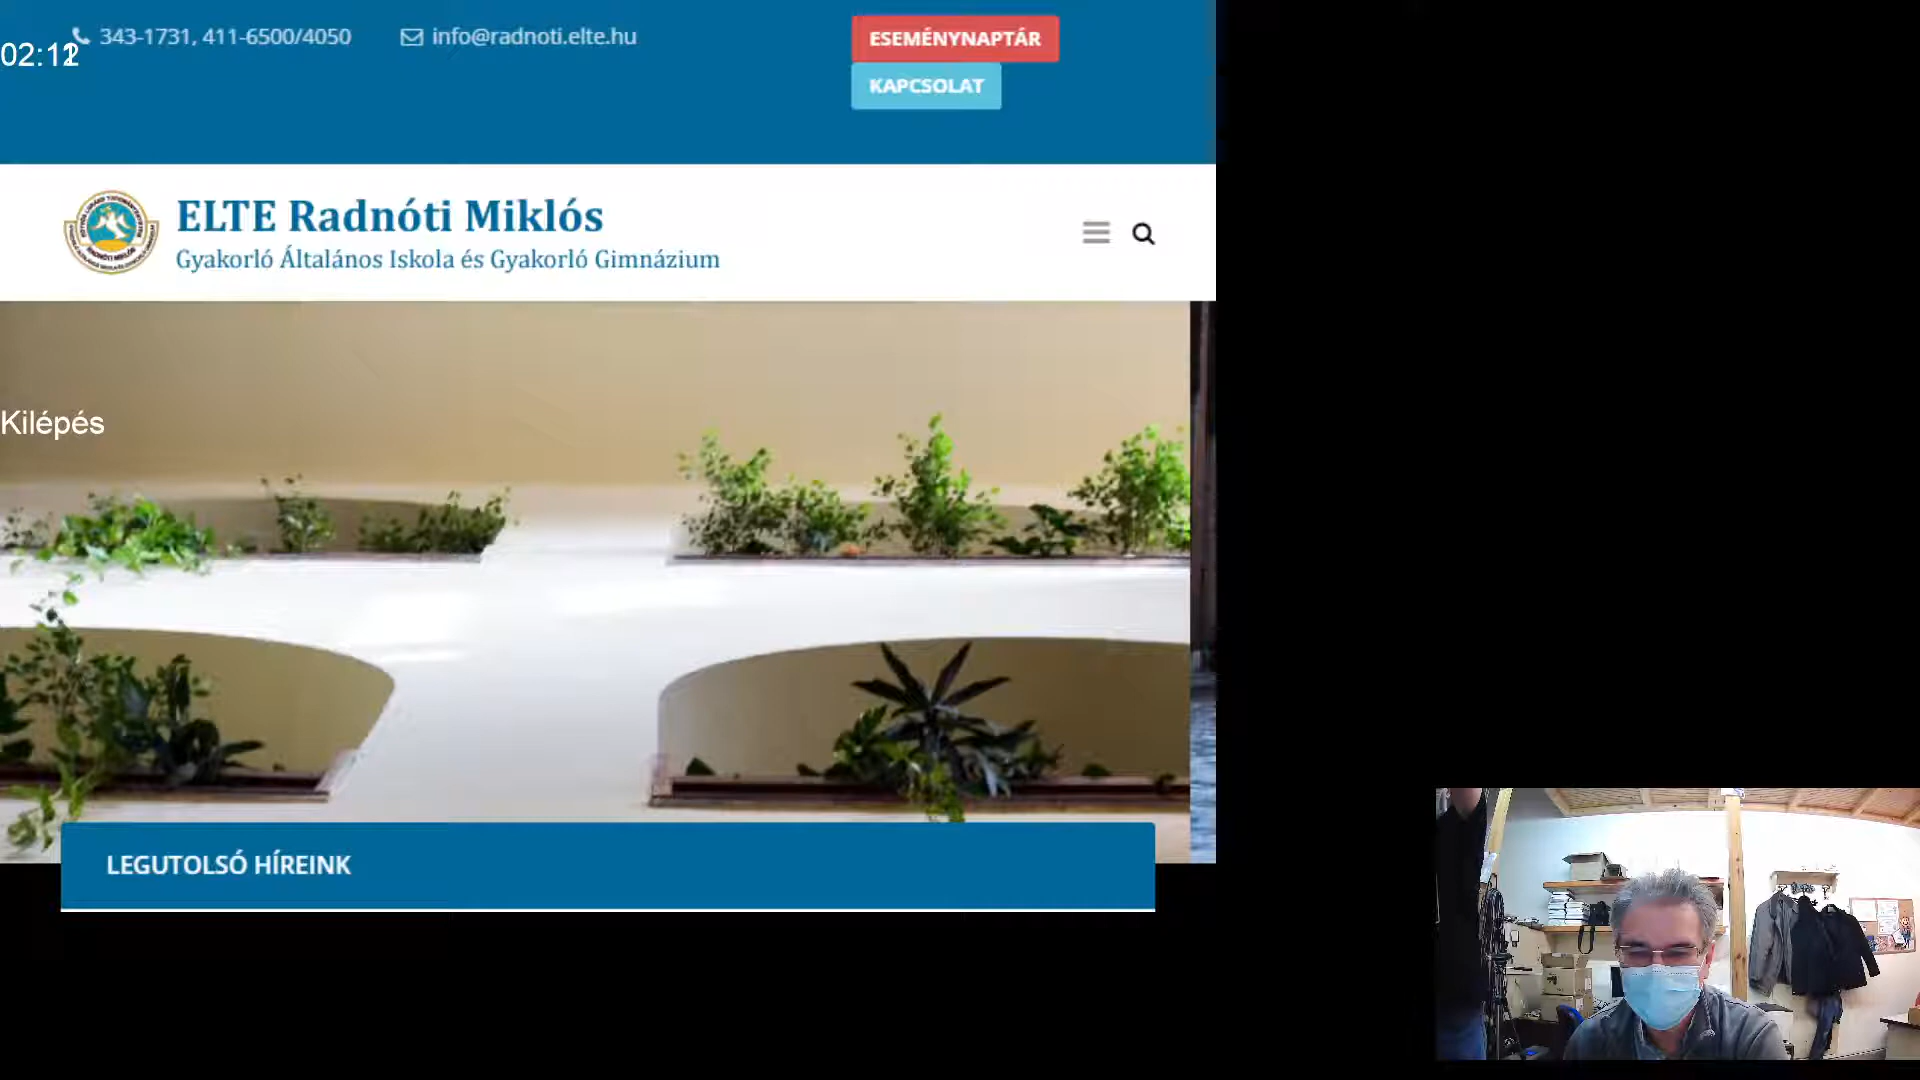 343-1731, 411-6500/4050
info@radnoti.elte.hu
ESEMÉNYNAPTÁR
02:12
KAPCSOLAT
ELTE Radnóti Miklós
Gyakorló Általános Iskola és Gyakorló Gimnázium
Kilépés
LEGUTOLSÓ HÍREINK